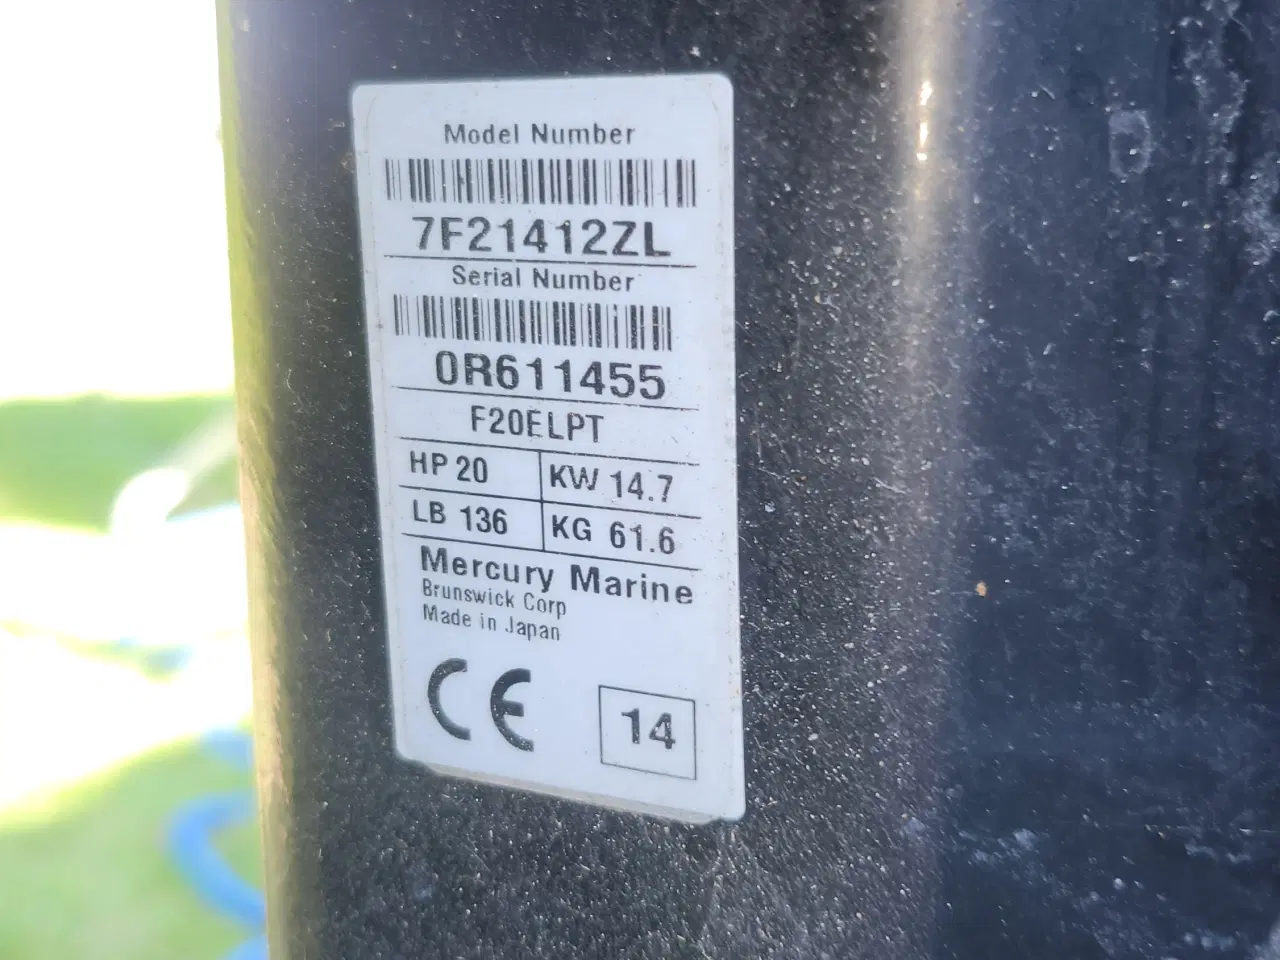 Model Number
7F21412ZL
Serial Number
0R611455
F20ELPT
HP 20 KW 14.7
LB 136 KG 61.6
Mercury Marine
Brunswick Corp
Made in Japan
CE 14